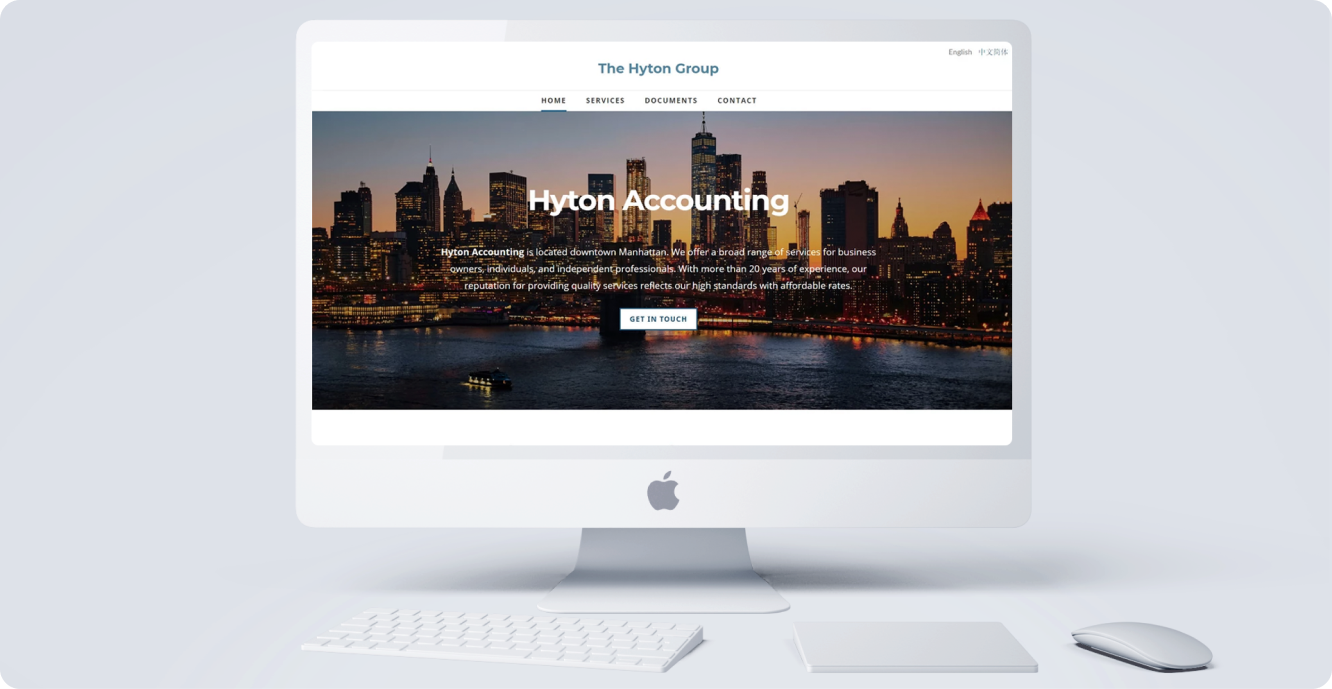 English 中文简体
The Hyton Group
HOME SERVICES DOCUMENTS CONTACT
Hyton Accounting
Hyton Accounting is located downtown Manhattan. We offer a broad range of services for business
owners, individuals, and independent professionals. With more than 20 years of experience, our
reputation for providing quality services reflects our high standards with affordable rates.
GET IN TOUCH